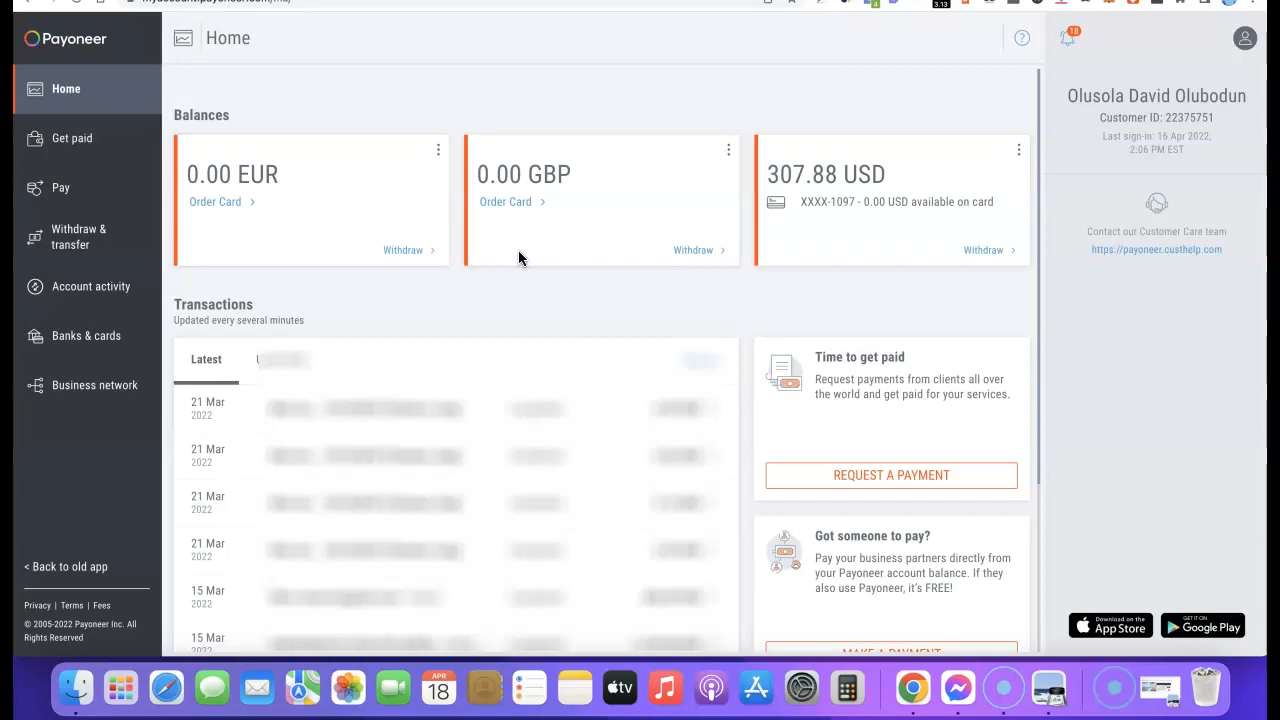 Payoneer
Home
Get paid
Pay
Withdraw &
transfer
Account activity
Banks & cards
Business network
< Back to old app
Privacy | Terms | Fees
© 2005-2022 Payoneer Inc. All
Rights Reserved
Home
?
Balances
0.00 EUR
Order Card >
Withdraw >
0.00 GBP
Order Card >
Withdraw >
307.88 USD
XXXX-1097 - 0.00 USD available on card
Withdraw >
Transactions
Updated every several minutes
Latest
21 Mar
2022
21 Mar
2022
21 Mar
2022
21 Mar
2022
15 Mar
2022
15 Mar
2022
Time to get paid
Request payments from clients all over
the world and get paid for your services.
REQUEST A PAYMENT
Got someone to pay?
Pay your business partners directly from
your Payoneer account balance. If they
also use Payoneer, it's FREE!
MAKE A PAYMENT
18
Olusola David Olubodun
Customer ID: 22375751
Last sign-in: 16 Apr 2022,
2:06 PM EST
Contact our Customer Care team
https://payoneer.custhelp.com
Download on the
App Store
GET IT ON
Google Play
3.13
4
APR
18
tv